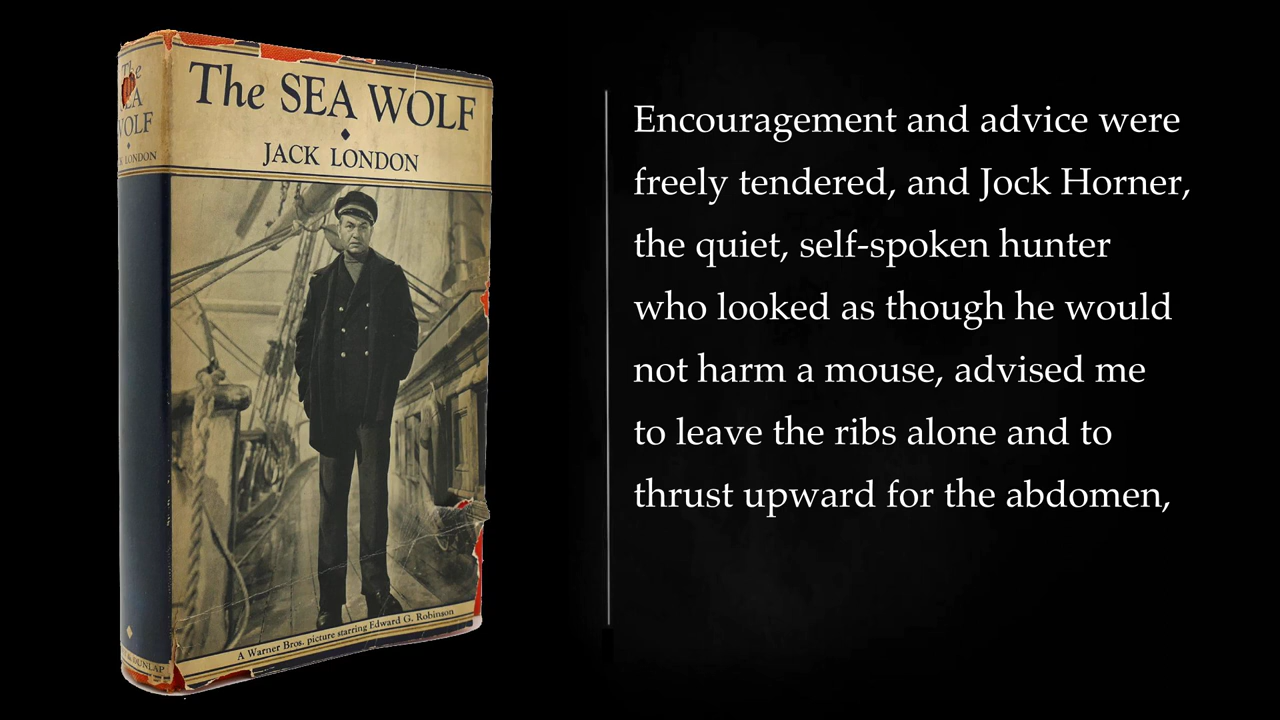 The SEA WOLF
JACK LONDON
The
SEA
WOLF
LONDON
A Warner Bros. picture starring Edward G. Robinson
DUNLAP
Encouragement and advice were
freely tendered, and Jock Horner,
the quiet, self-spoken hunter
who looked as though he would
not harm a mouse, advised me
to leave the ribs alone and to
thrust upward for the abdomen,